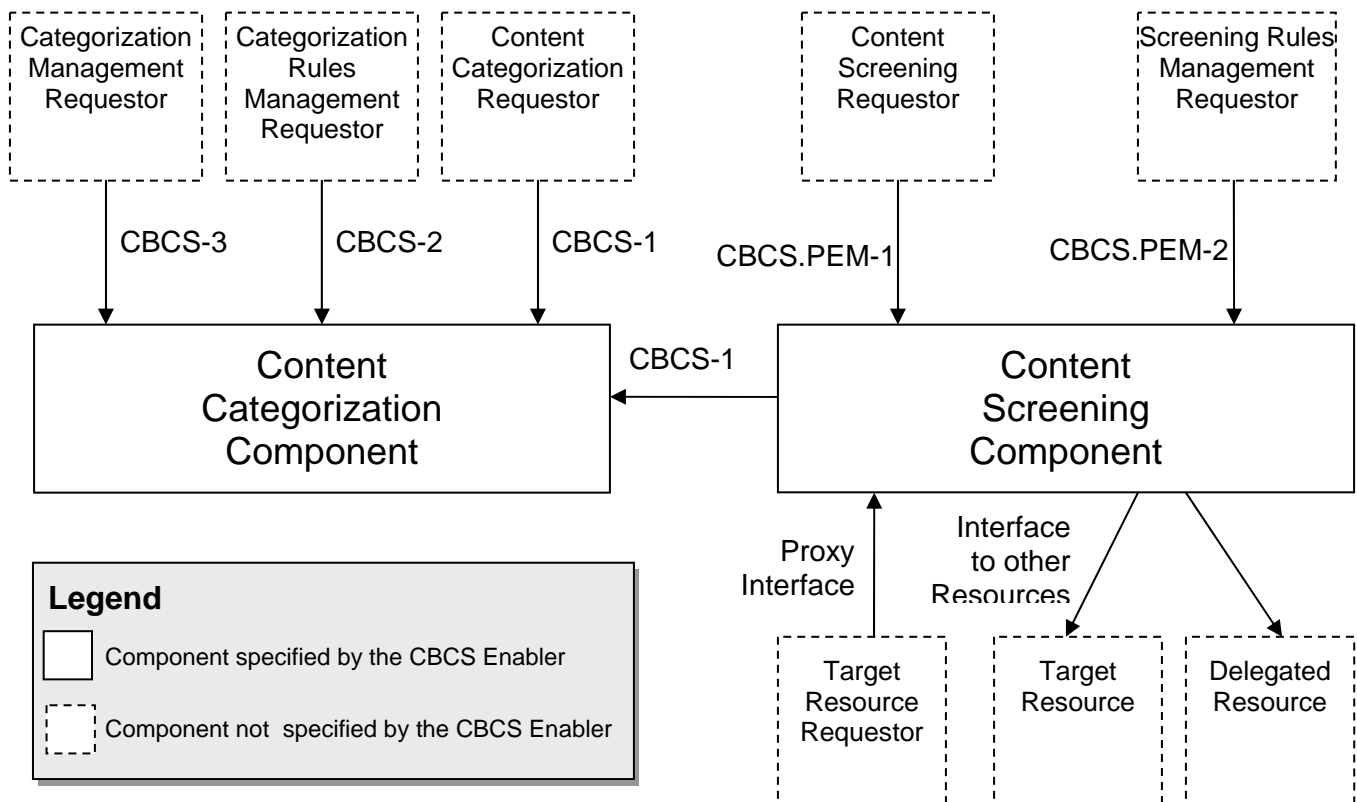 Categorization
Management
Requestor
Categorization
Rules
Management
Requestor
Content
Categorization
Requestor
Content
Screening
Requestor
Screening Rules
Management
Requestor
CBCS-3
CBCS-2
CBCS-1
CBCS.PEM-1
CBCS.PEM-2
Content
Categorization
Component
CBCS-1
Content
Screening
Component
Proxy
Interface
Interface
to other
Resources
Legend
Component specified by the CBCS Enabler
Component not specified by the CBCS Enabler
Target
Resource
Requestor
Target
Resource
Delegated
Resource